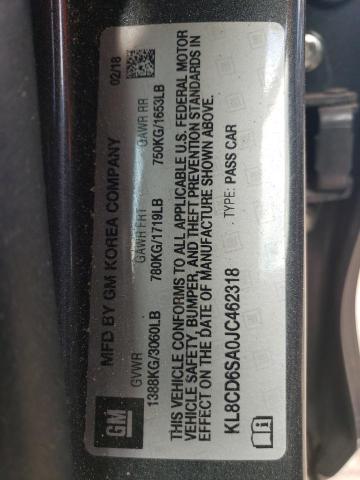 GM
MFD BY GM KOREA COMPANY 02/18
GVWR GAWR FRT GAWR RR
1388KG/3060LB 780KG/1719LB 750KG/1653LB
THIS VEHICLE CONFORMS TO ALL APPLICABLE U.S. FEDERAL MOTOR
VEHICLE SAFETY, BUMPER, AND THEFT PREVENTION STANDARDS IN
EFFECT ON THE DATE OF MANUFACTURE SHOWN ABOVE.
KL8CD6SA0JC462318 TYPE: PASS CAR